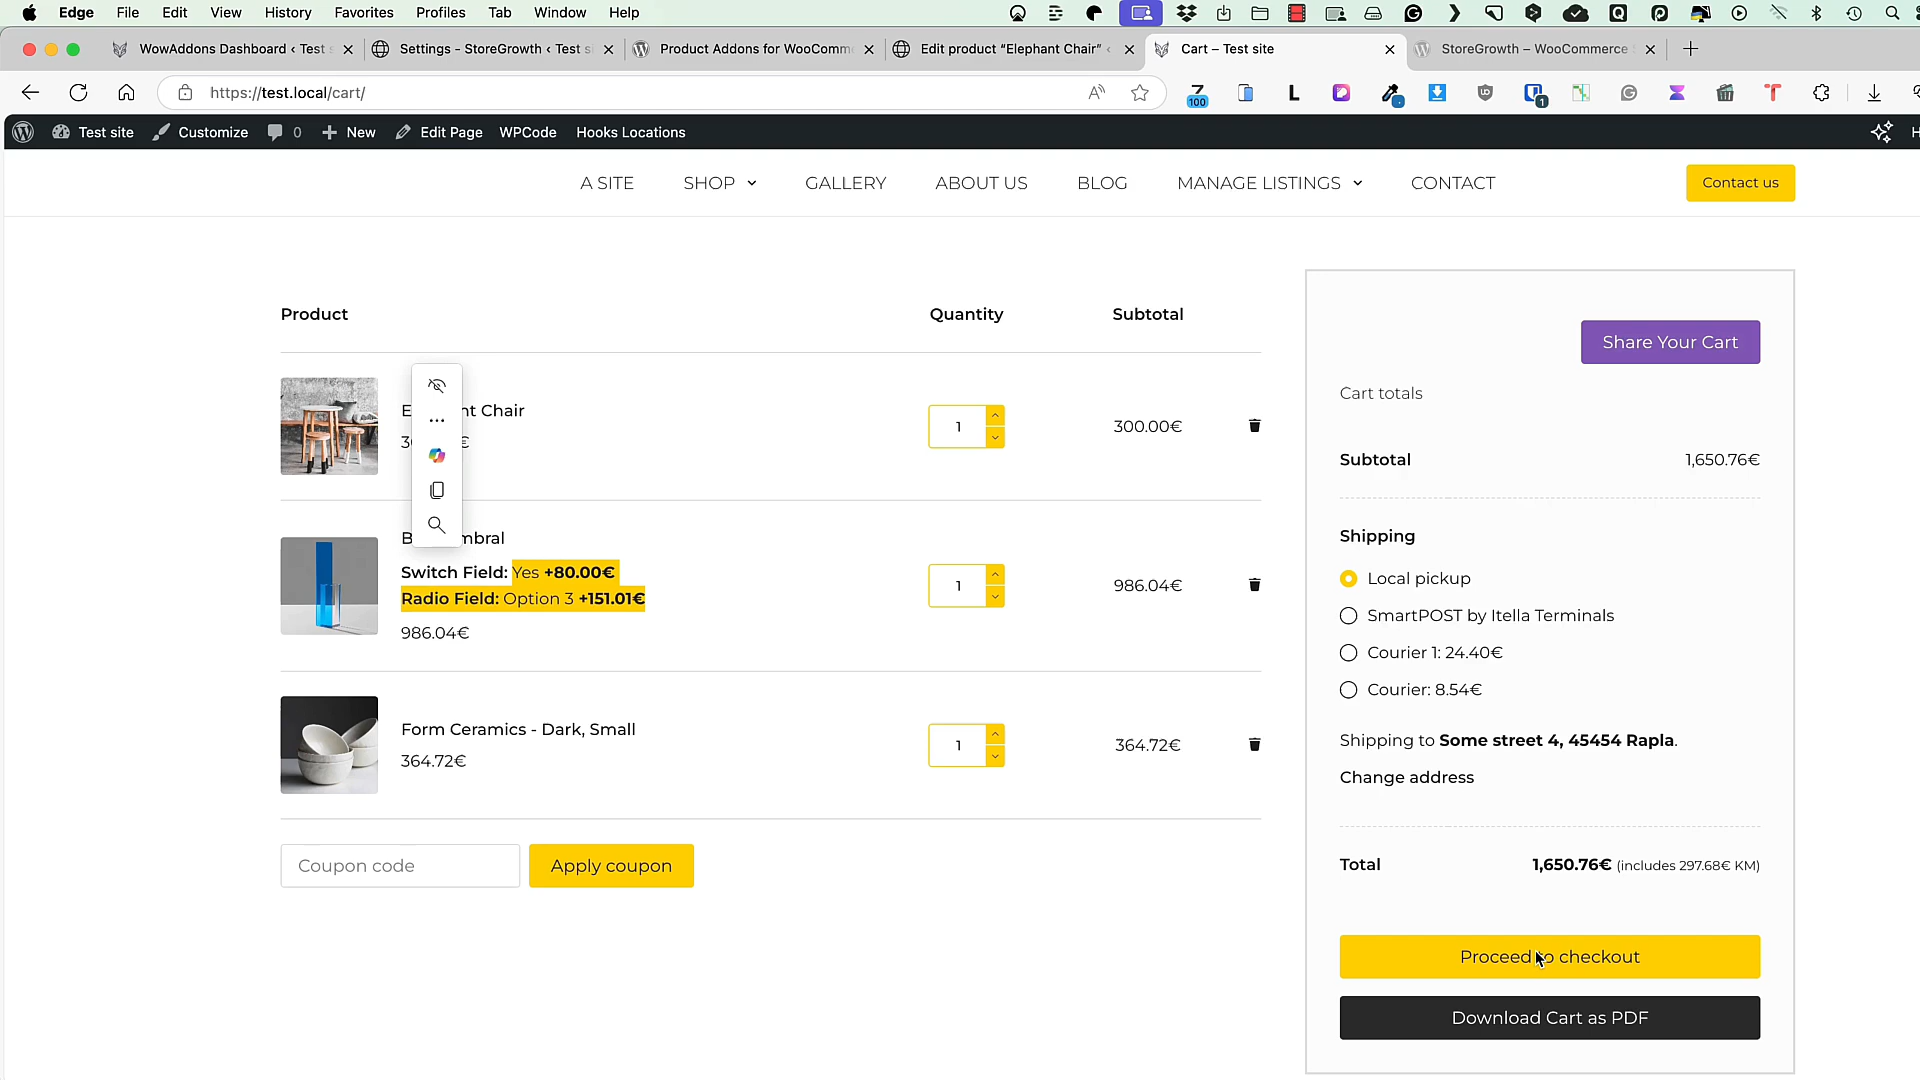 Edge File Edit View History Favorites Profiles Tab Window Help
WowAddons Dashboard ‹ Test
Settings - StoreGrowth ‹ Test si
Product Addons for WooComm
Edit product “Elephant Chair” ‹
Cart – Test site
StoreGrowth – WooCommerce
https://test.local/cart/
100
1
Test site Customize 0 New Edit Page WPCode Hooks Locations H
A SITE SHOP GALLERY ABOUT US BLOG MANAGE LISTINGS CONTACT Contact us
Product Quantity Subtotal
E nt Chair
30 €
1
300.00€
B mbral
Switch Field: Yes +80.00€
Radio Field: Option 3 +151.01€
986.04€
1
986.04€
Form Ceramics - Dark, Small
364.72€
1
364.72€
Coupon code
Apply coupon
Share Your Cart
Cart totals
Subtotal 1,650.76€
Shipping
Local pickup
SmartPOST by Itella Terminals
Courier 1: 24.40€
Courier: 8.54€
Shipping to Some street 4, 45454 Rapla.
Change address
Total 1,650.76€ (includes 297.68€ KM)
Proceed to checkout
Download Cart as PDF